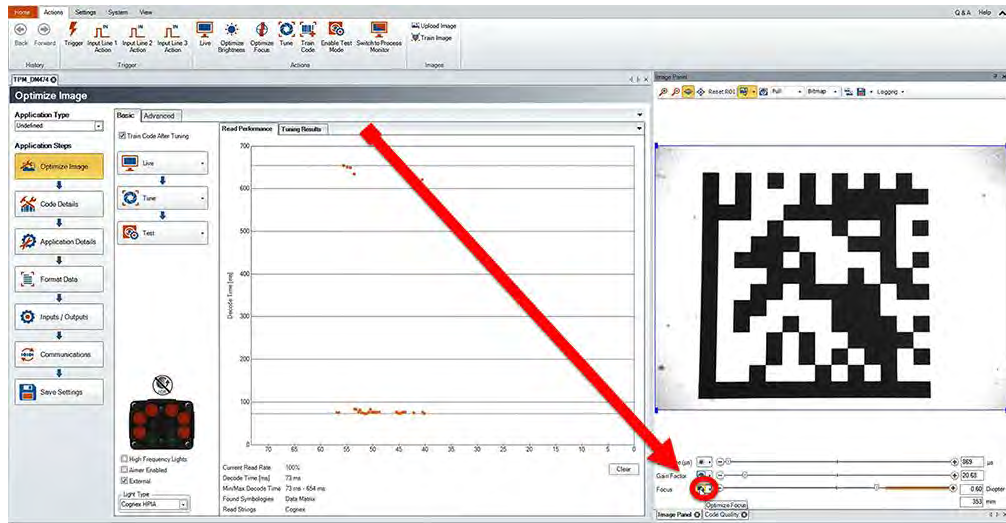 Home Actions Settings System View Q&A Help
Back Forward Trigger Input Line 1 Action Input Line 2 Action Input Line 3 Action Live Optimize Brightness Optimize Focus Tune Train Code Enable Test Mode Switch to Process Monitor Upload Image Train Image
History Trigger Actions Images
TPM_DM474
Image Panel
Optimize Image
Reset ROI Full Bitmap Logging
Application Type
Undefined
Basic Advanced
Train Code After Tuning
Read Performance Tuning Results
Application Steps
Optimize Image
Code Details
Application Details
Format Data
Inputs / Outputs
Communications
Save Settings
Live
Tune
Test
High Frequency Lights
Aimer Enabled
External
Light Type
Cognex HPIA
Decode Time [ms]
700
600
500
400
300
200
100
0
70 65 60 55 50 45 40 35 30 25 20 15 10 5 0
Current Read Rate 100%
Decode Time [ms] 73 ms
Min/Max Decode Time 73 ms - 654 ms
Found Symbologies Data Matrix
Read Strings Cognex
Clear
(µs) 869 µs
Gain Factor 20.68
Focus 0.60 Diopter
353 mm
Optimize Focus
Image Panel Code Quality